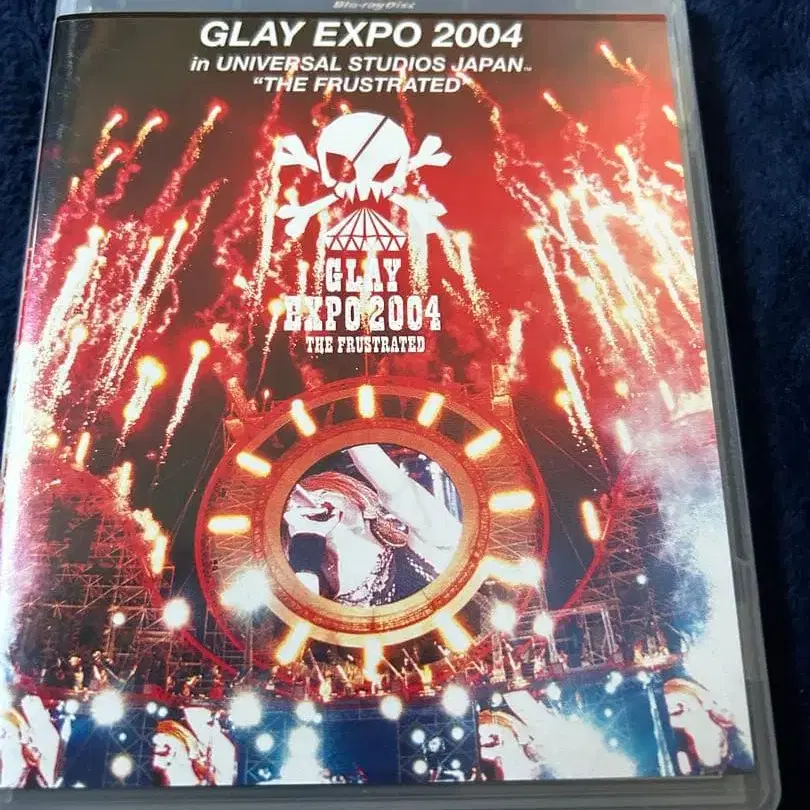 Blu-ray Disc
GLAY EXPO 2004
in UNIVERSAL STUDIOS JAPAN™
"THE FRUSTRATED"
GLAY
EXPO 2004
THE FRUSTRATED